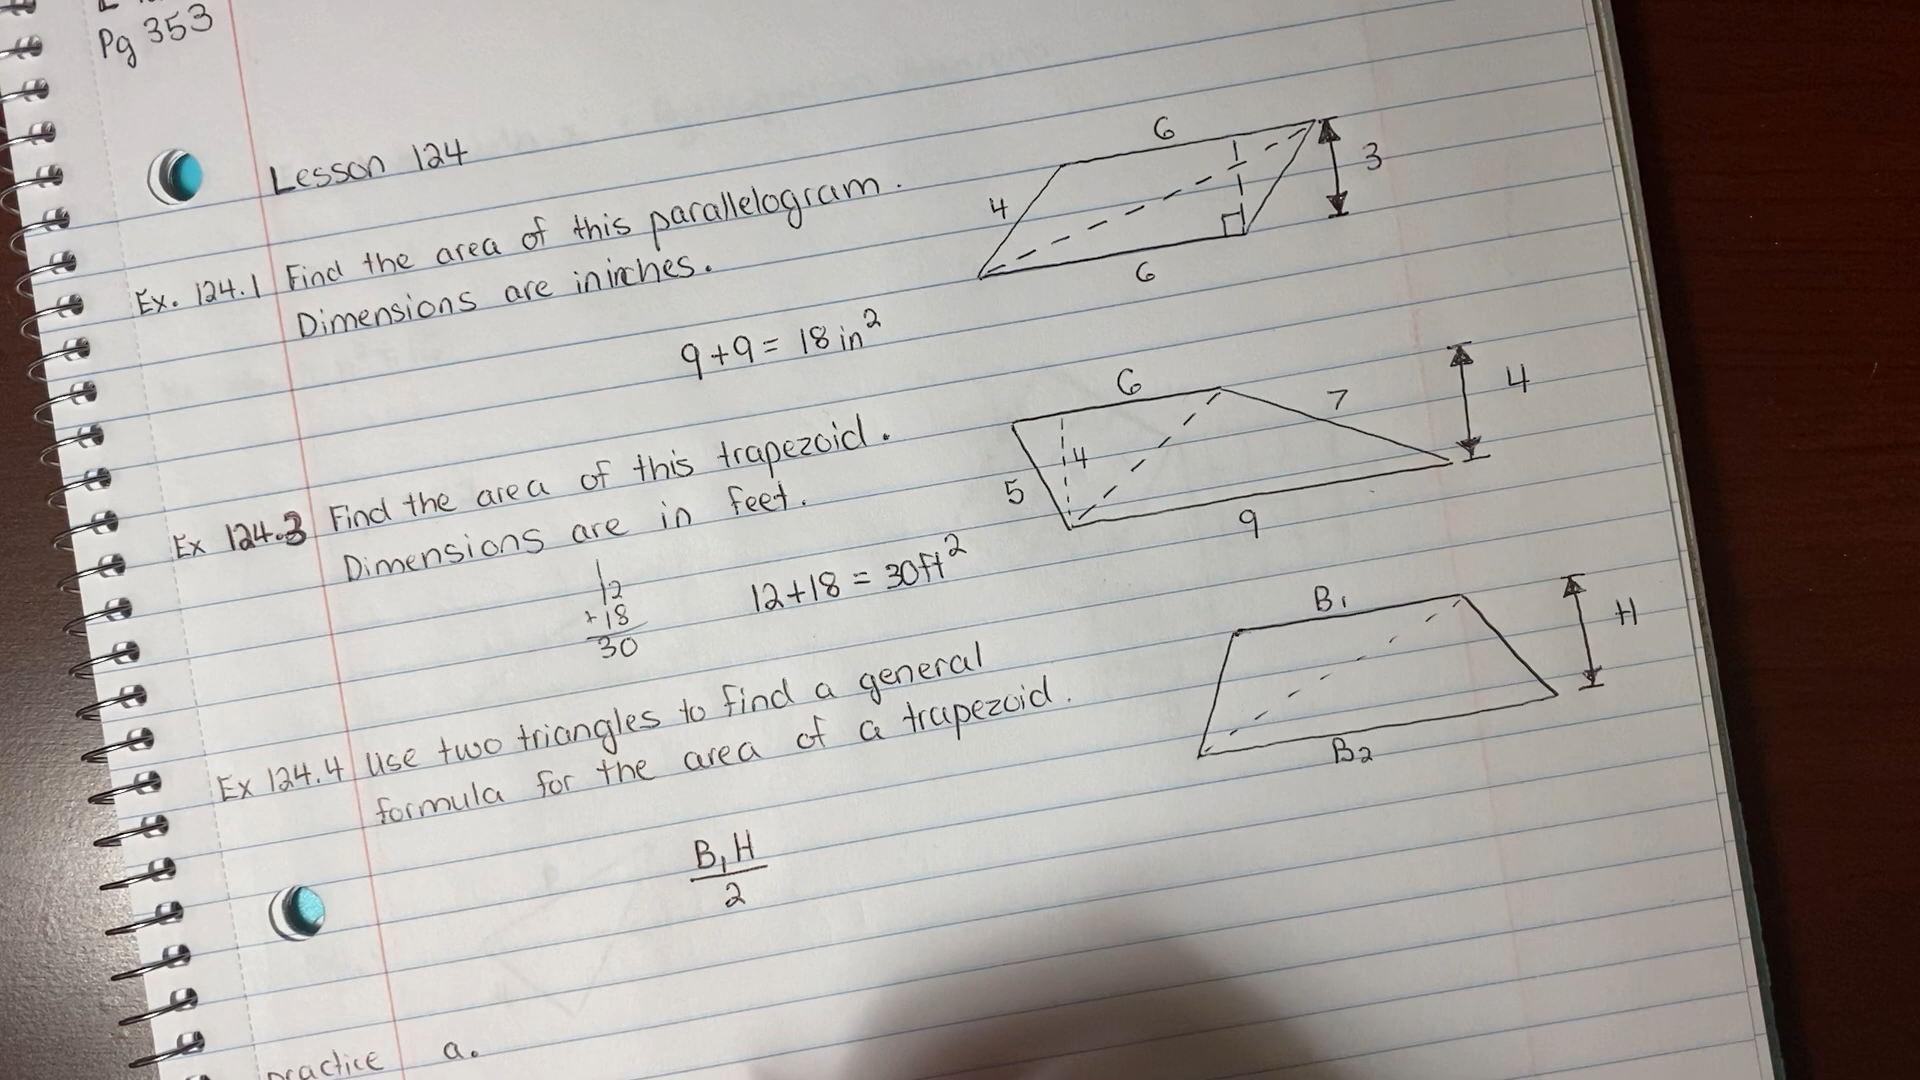 Pg 353
Lesson 124
Ex. 124.1 Find the area of this parallelogram.
Dimensions are in inches.
6
4
3
6
9+9 = 18 in²
Ex 124.3 Find the area of this trapezoid.
Dimensions are in feet.
6
7
4
4
5
9
12
+18
30
12+18 = 30ft²
Ex 124.4 Use two triangles to find a general
formula for the area of a trapezoid.
B₁
H
B₂
B₁H
2
practice a.